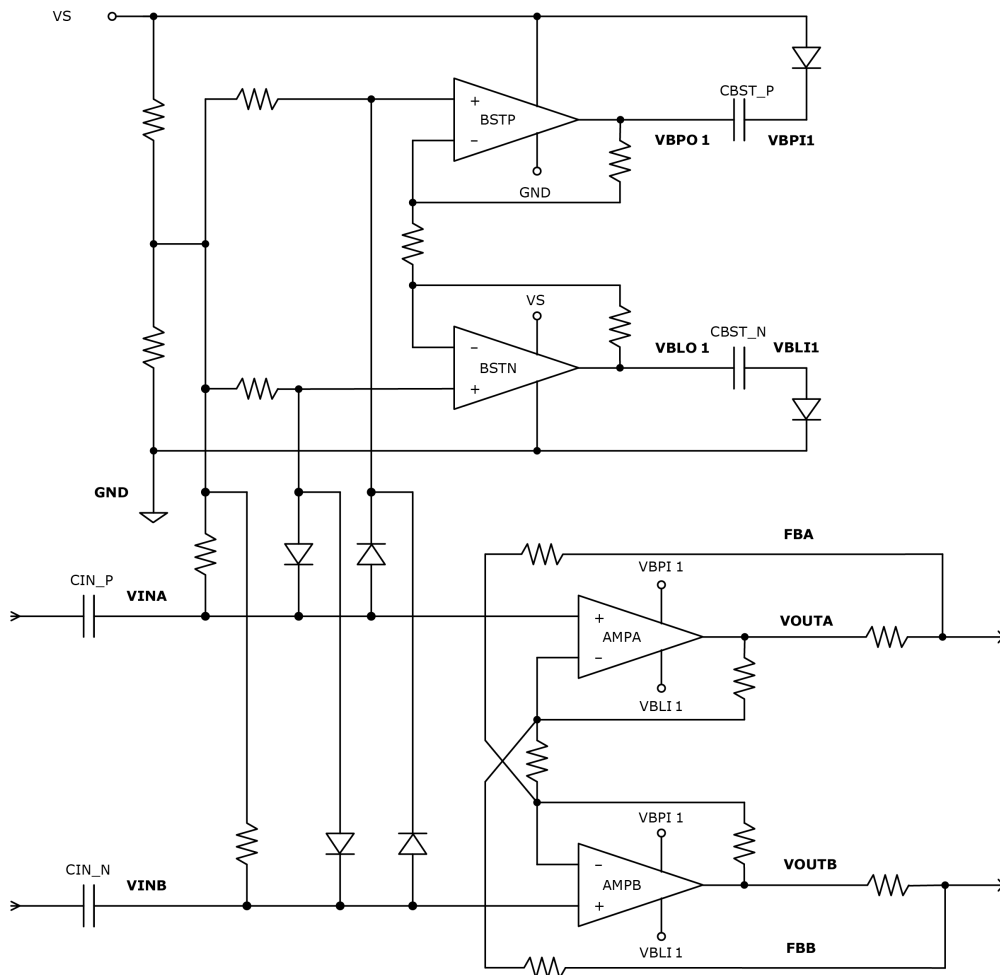 VS
CBST_P
+
BSTP
−
VBPO 1
VBPI1
GND
VS
CBST_N
−
BSTN
+
VBLO 1
VBLI1
GND
FBA
VBPI 1
CIN_P
VINA
+
AMPA
−
VOUTA
VBLI 1
VBPI 1
CIN_N
VINB
−
AMPB
+
VOUTB
VBLI 1
FBB